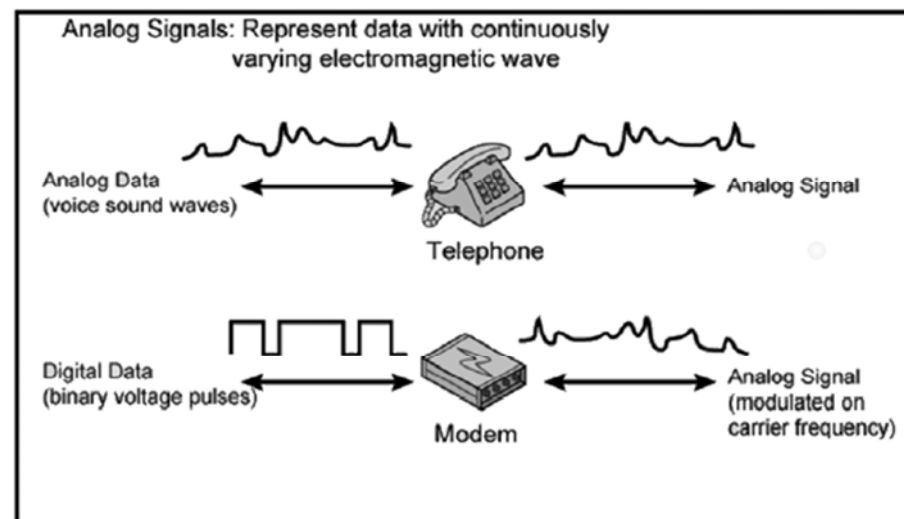 Analog Signals: Represent data with continuously
varying electromagnetic wave
Analog Data
(voice sound waves)
Analog Signal
Telephone
Digital Data
(binary voltage pulses)
Analog Signal
(modulated on
carrier frequency)
Modem